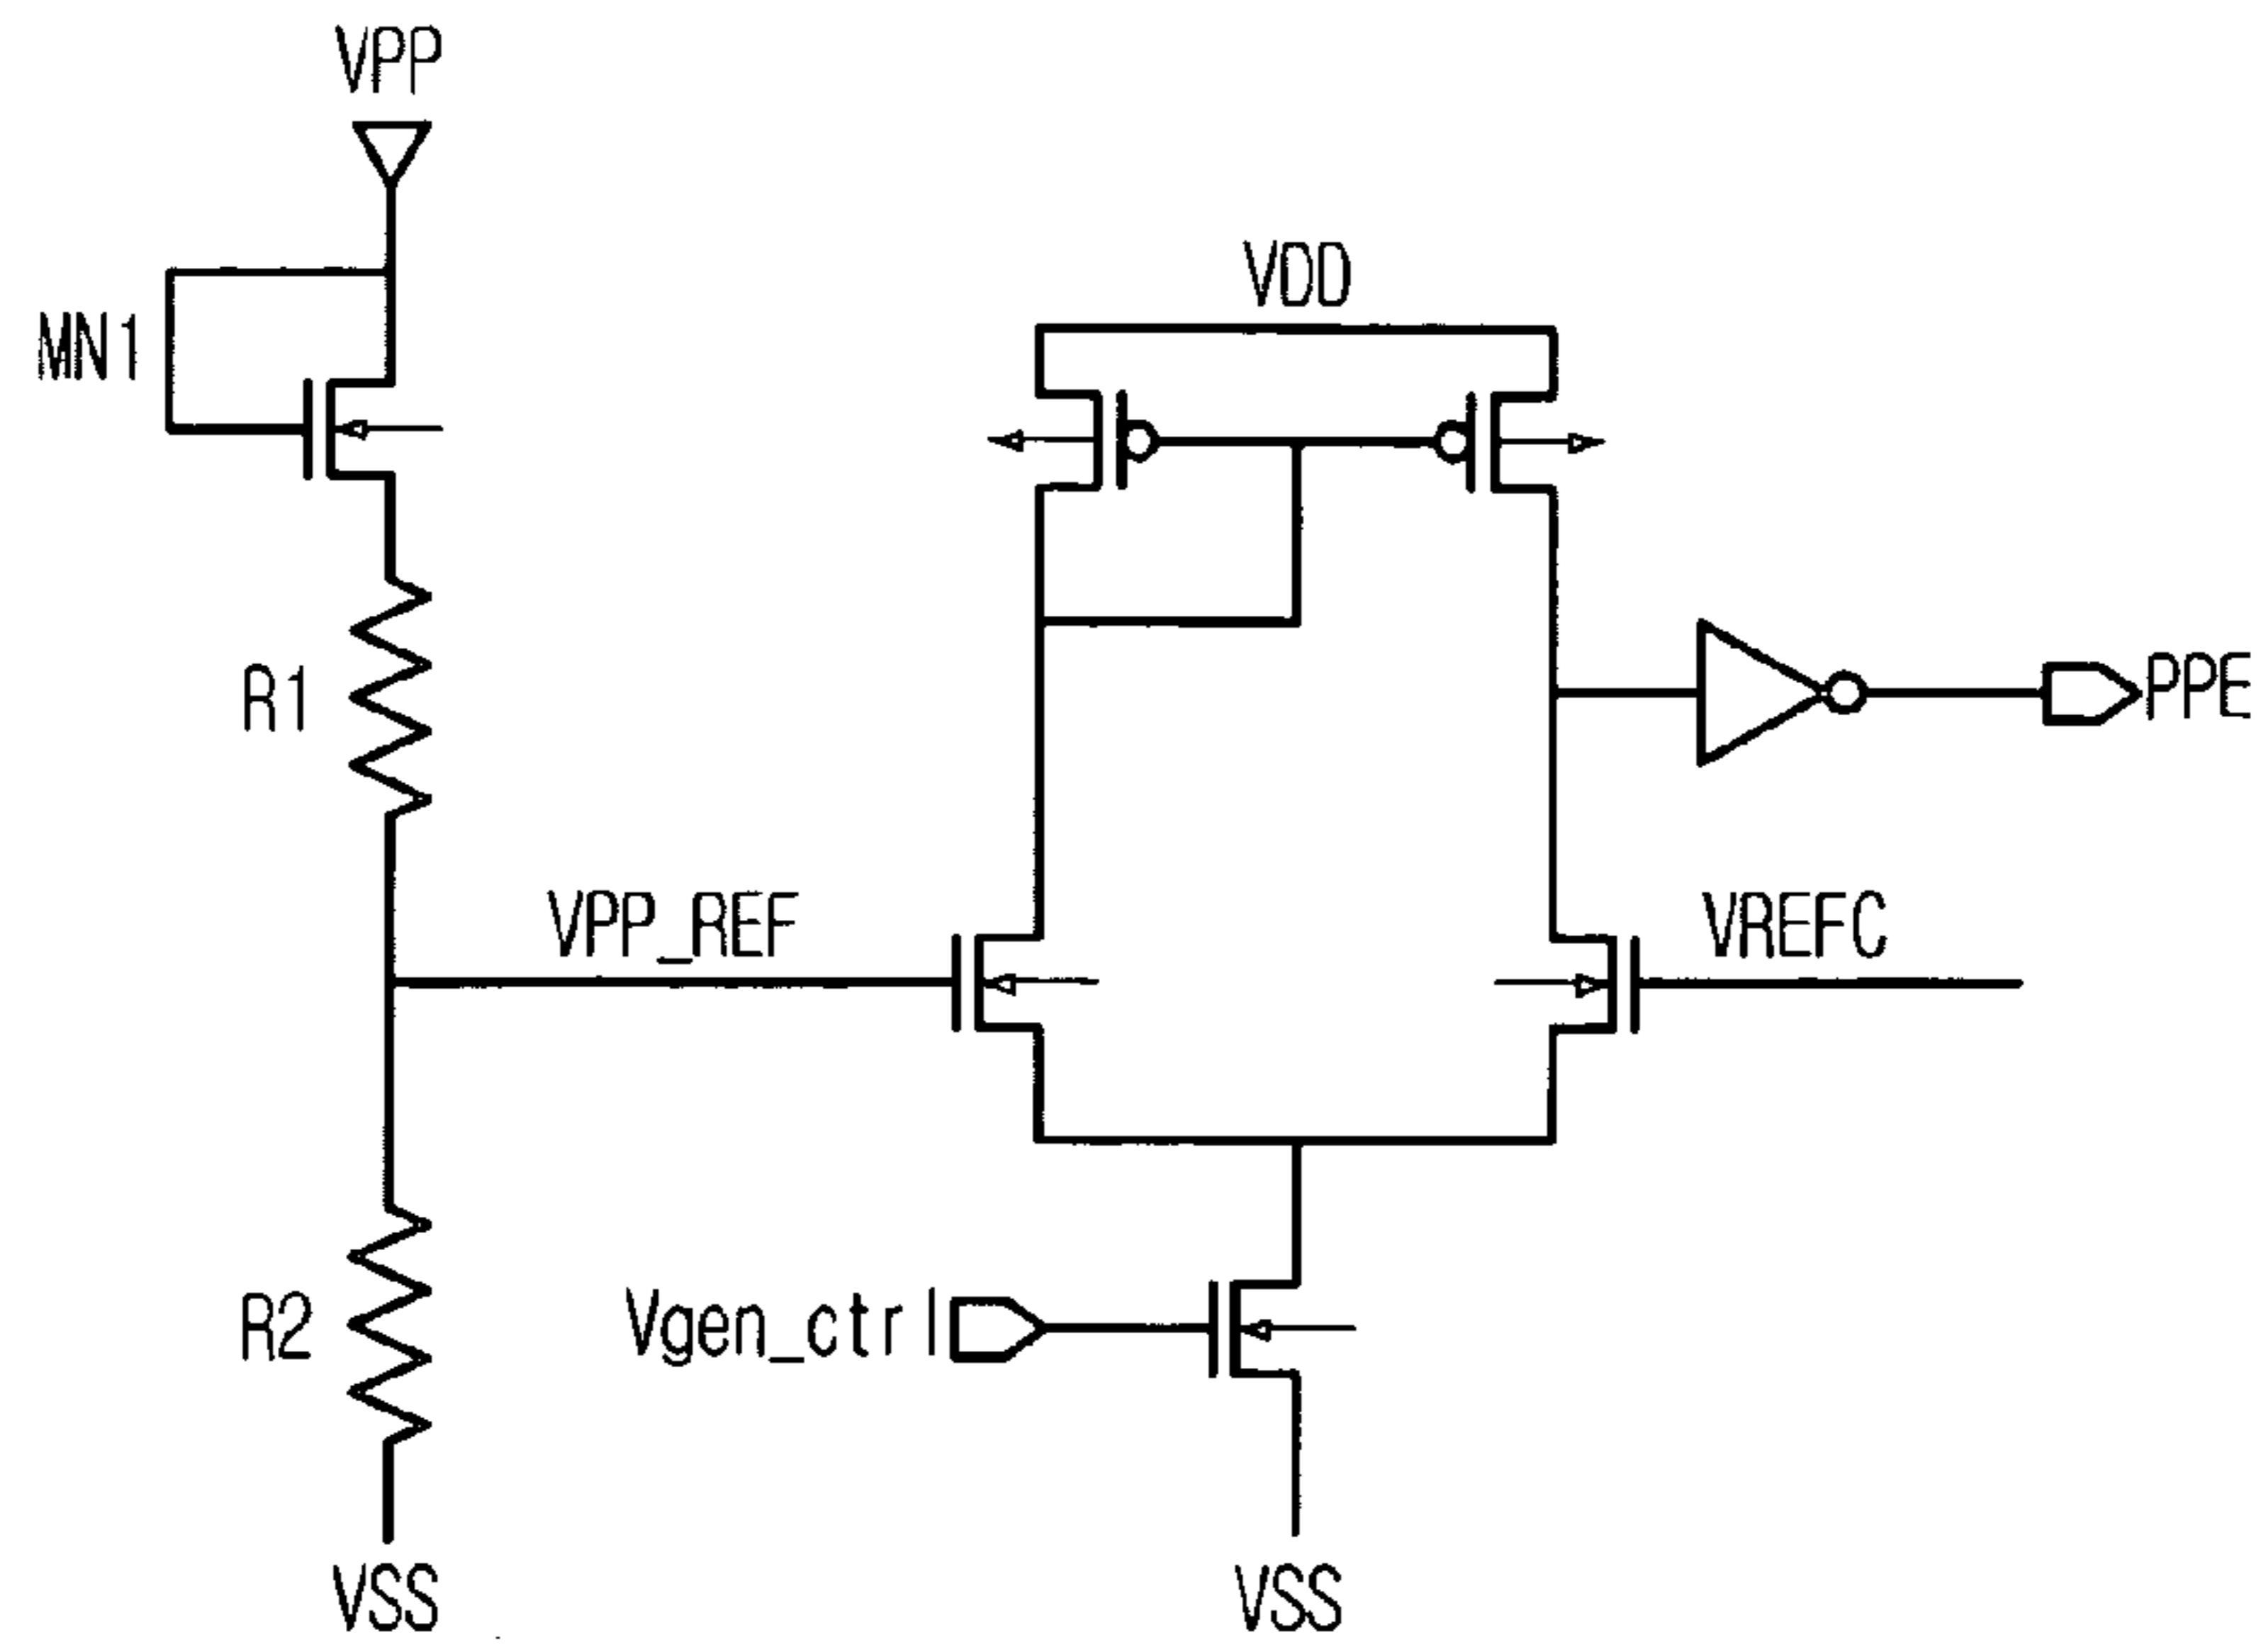 VPP
VDD
MN1
R1
PPE
VPP_REF
VREFC
R2
Vgen_ctrl
VSS
VSS